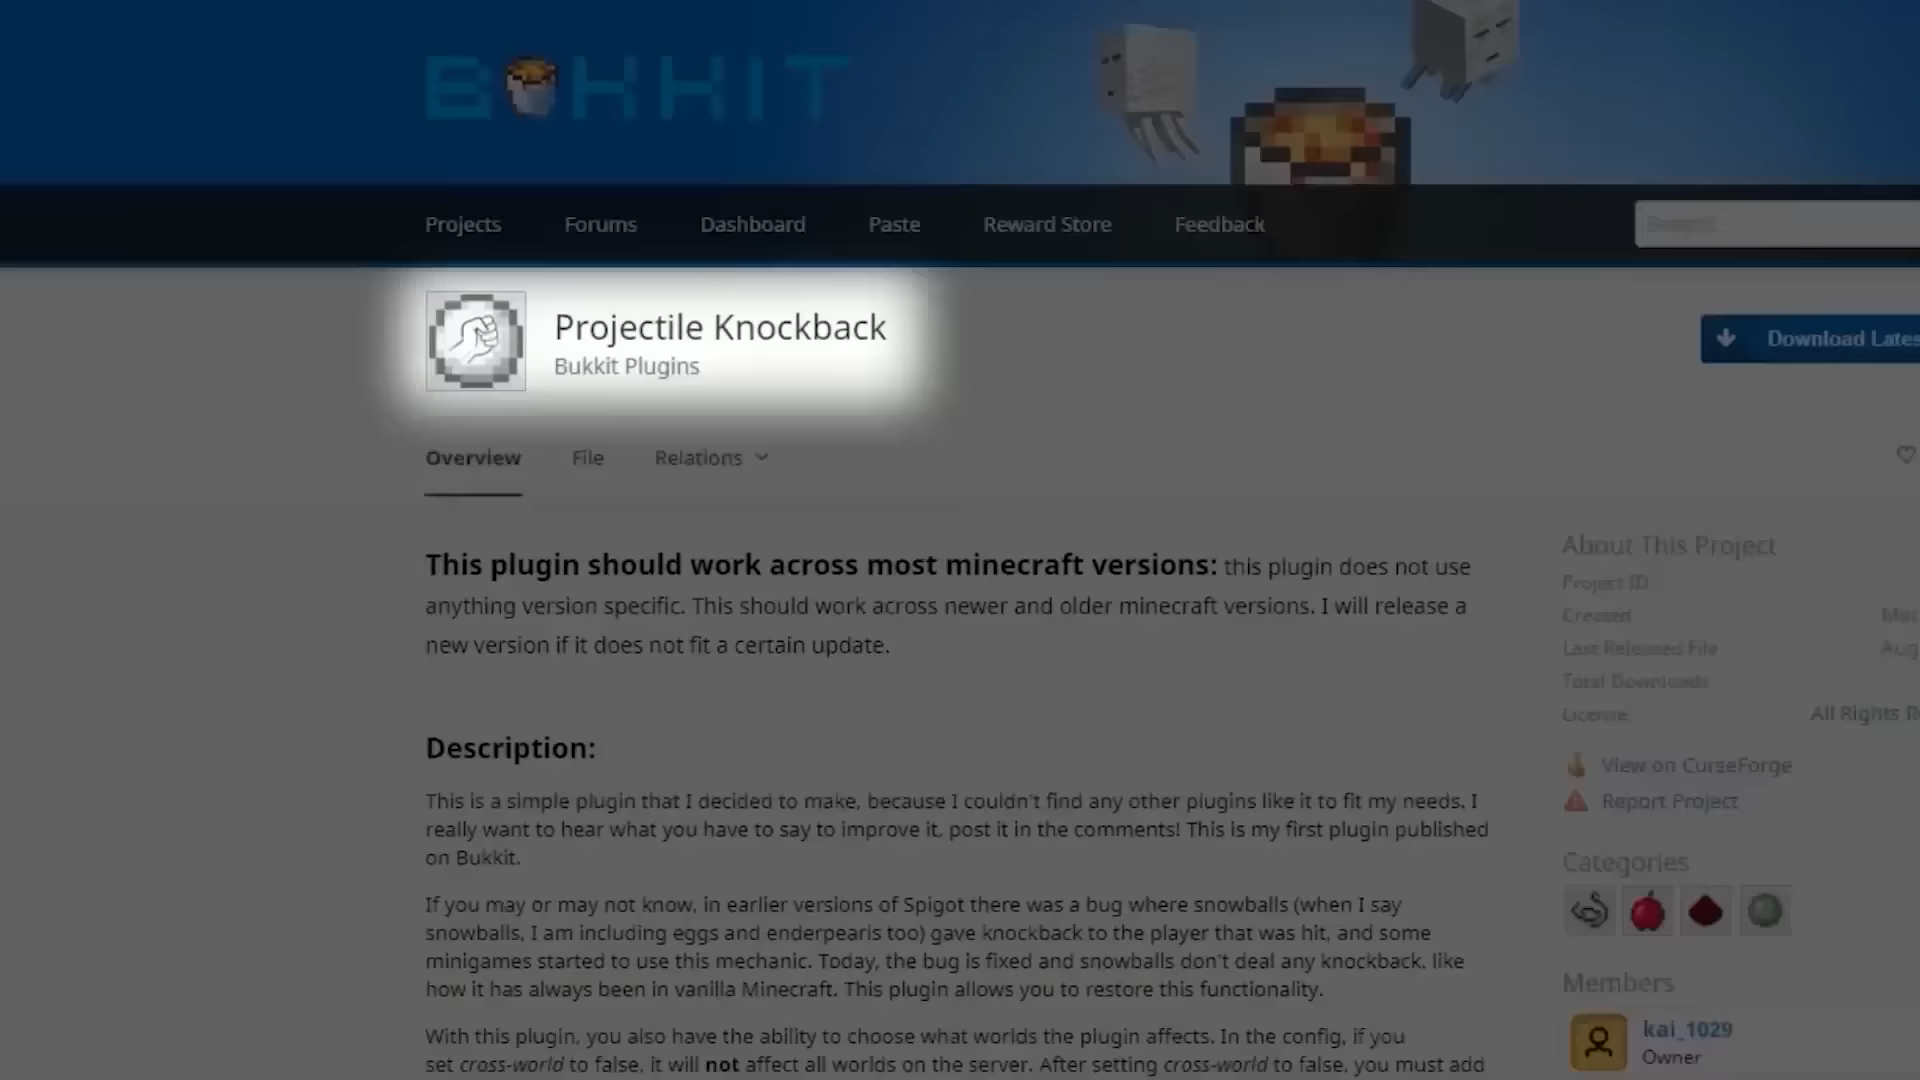 BUKKIT
Projects Forums Dashboard Paste Reward Store Feedback
Search
Projectile Knockback
Bukkit Plugins
Download
Overview File Relations
This plugin should work across most minecraft versions: this plugin does not use
anything version specific. This should work across newer and older minecraft versions. I will release a
new version if it does not fit a certain update.
About This Project
Project ID
Created
Last Released File
Total Downloads
License All Rights
View on CurseForge
Report Project
Categories
Members
kai_1029
Owner
Description:
This is a simple plugin that I decided to make, because I couldn't find any other plugins like it to fit my needs. I
really want to hear what you have to say to improve it, post it in the comments! This is my first plugin published
on Bukkit.
If you may or may not know, in earlier versions of Spigot there was a bug where snowballs (when I say
snowballs, I am including eggs and enderpearls too) gave knockback to the player that was hit, and some
minigames started to use this mechanic. Today, the bug is fixed and snowballs don't deal any knockback, like
how it has always been in vanilla Minecraft. This plugin allows you to restore this functionality.
With this plugin, you also have the ability to choose what worlds the plugin affects. In the config, if you
set cross-world to false, it will not affect all worlds on the server. After setting cross-world to false, you must add